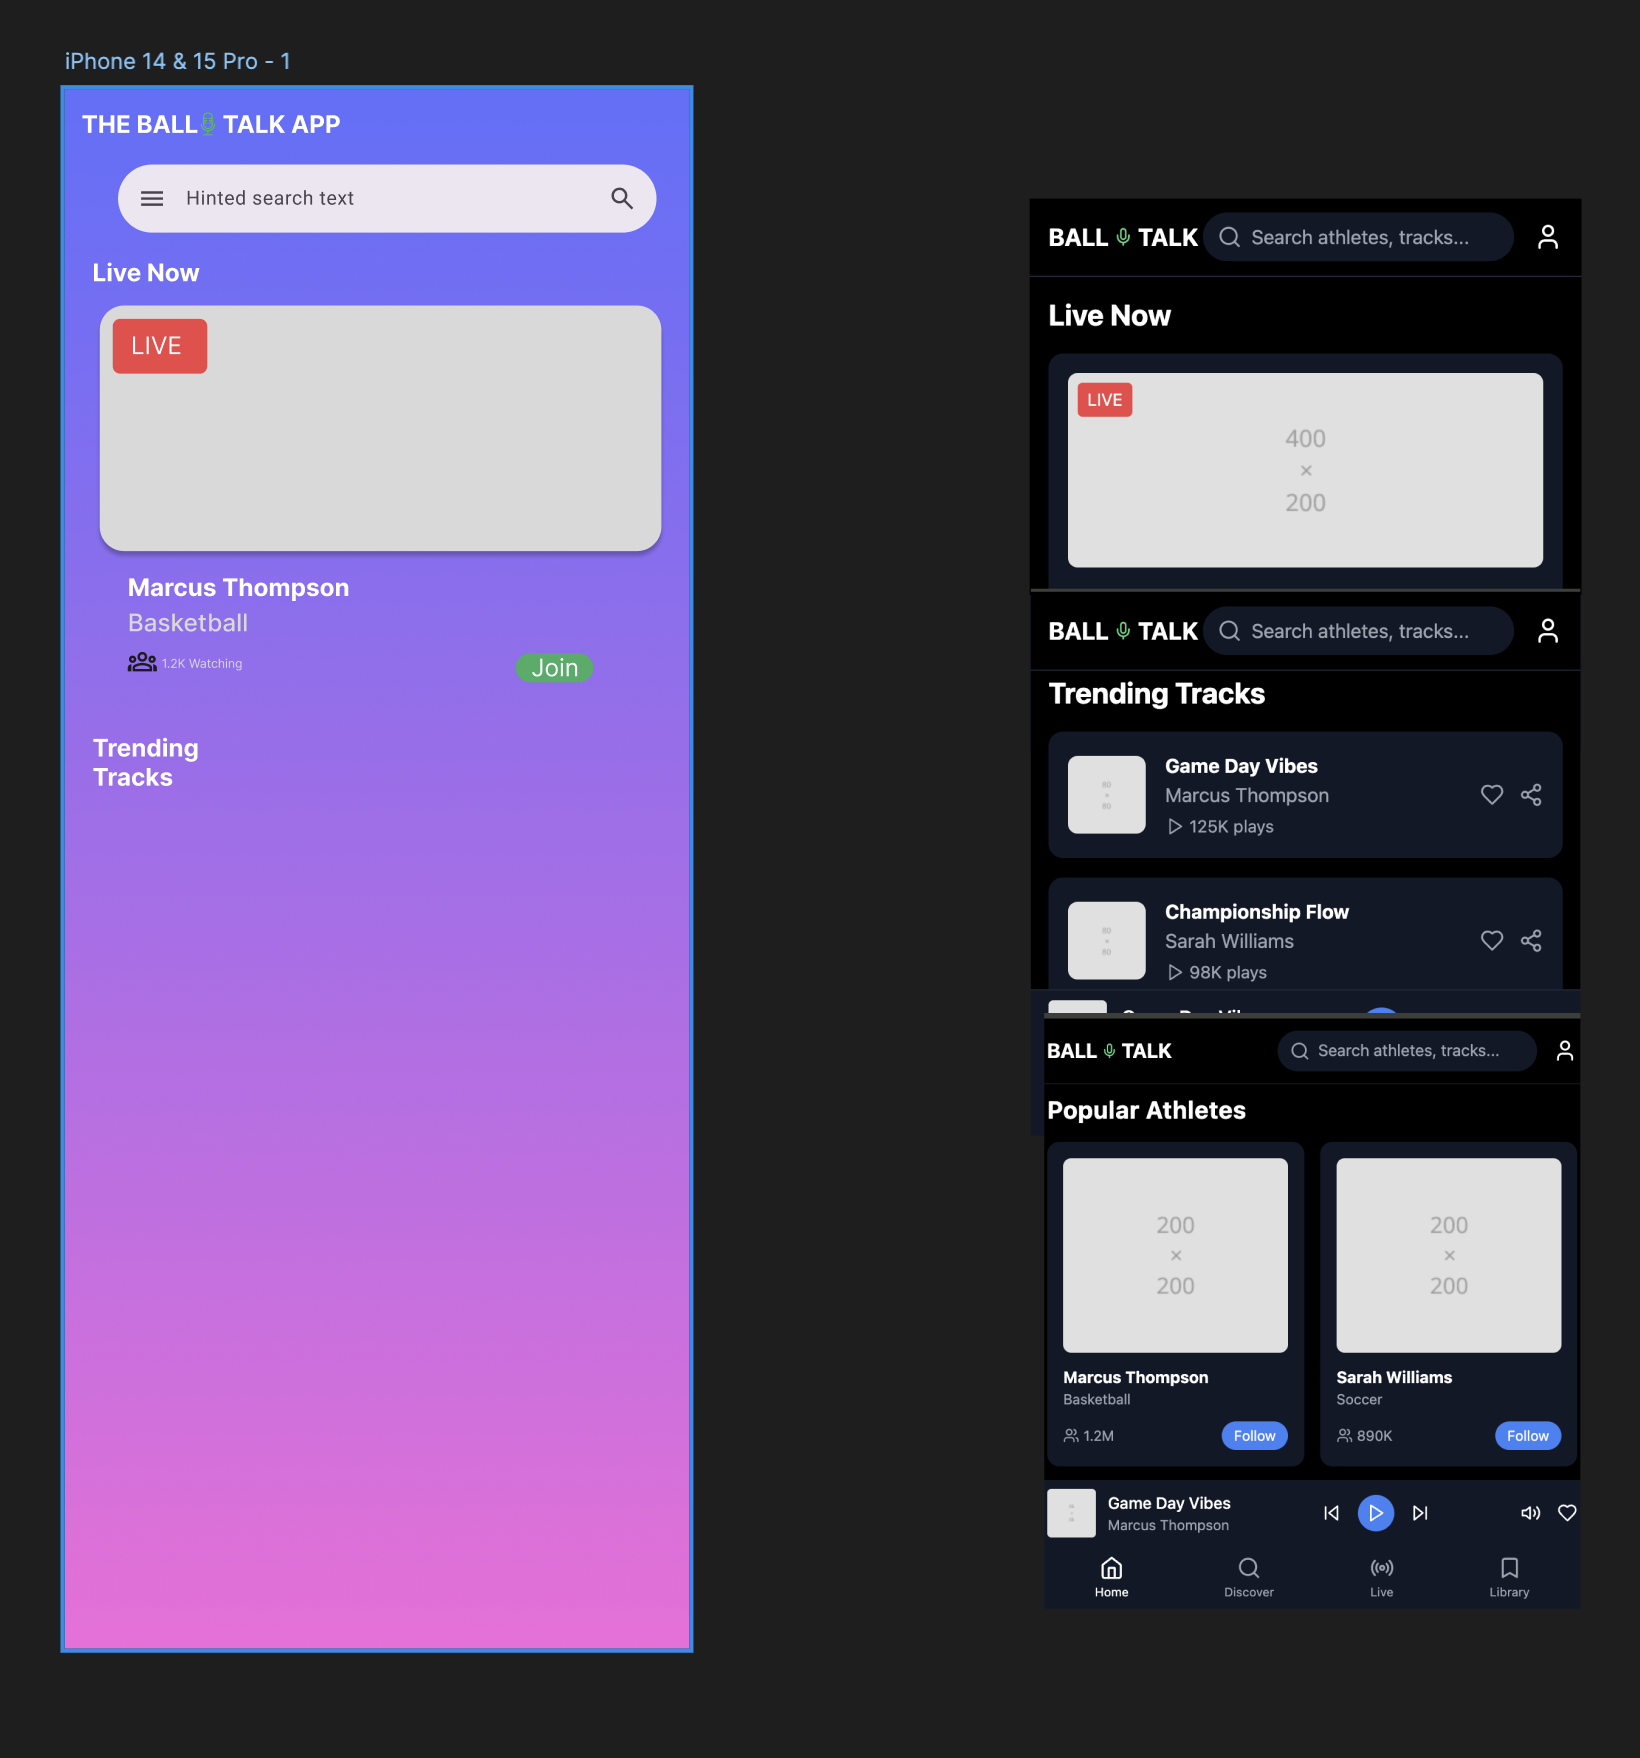 iPhone 14 & 15 Pro - 1
THE BALL TALK APP
Hinted search text
Live Now
LIVE
Marcus Thompson
Basketball
1.2K Watching
Join
Trending
Tracks
BALL TALK
Search athletes, tracks...
Live Now
LIVE
400
×
200
BALL TALK
Search athletes, tracks...
Trending Tracks
80
×
80
Game Day Vibes
Marcus Thompson
125K plays
80
×
80
Championship Flow
Sarah Williams
98K plays
BALL TALK
Search athletes, tracks...
Popular Athletes
200
×
200
Marcus Thompson
Basketball
1.2M
Follow
200
×
200
Sarah Williams
Soccer
890K
Follow
Game Day Vibes
Marcus Thompson
Home
Discover
Live
Library